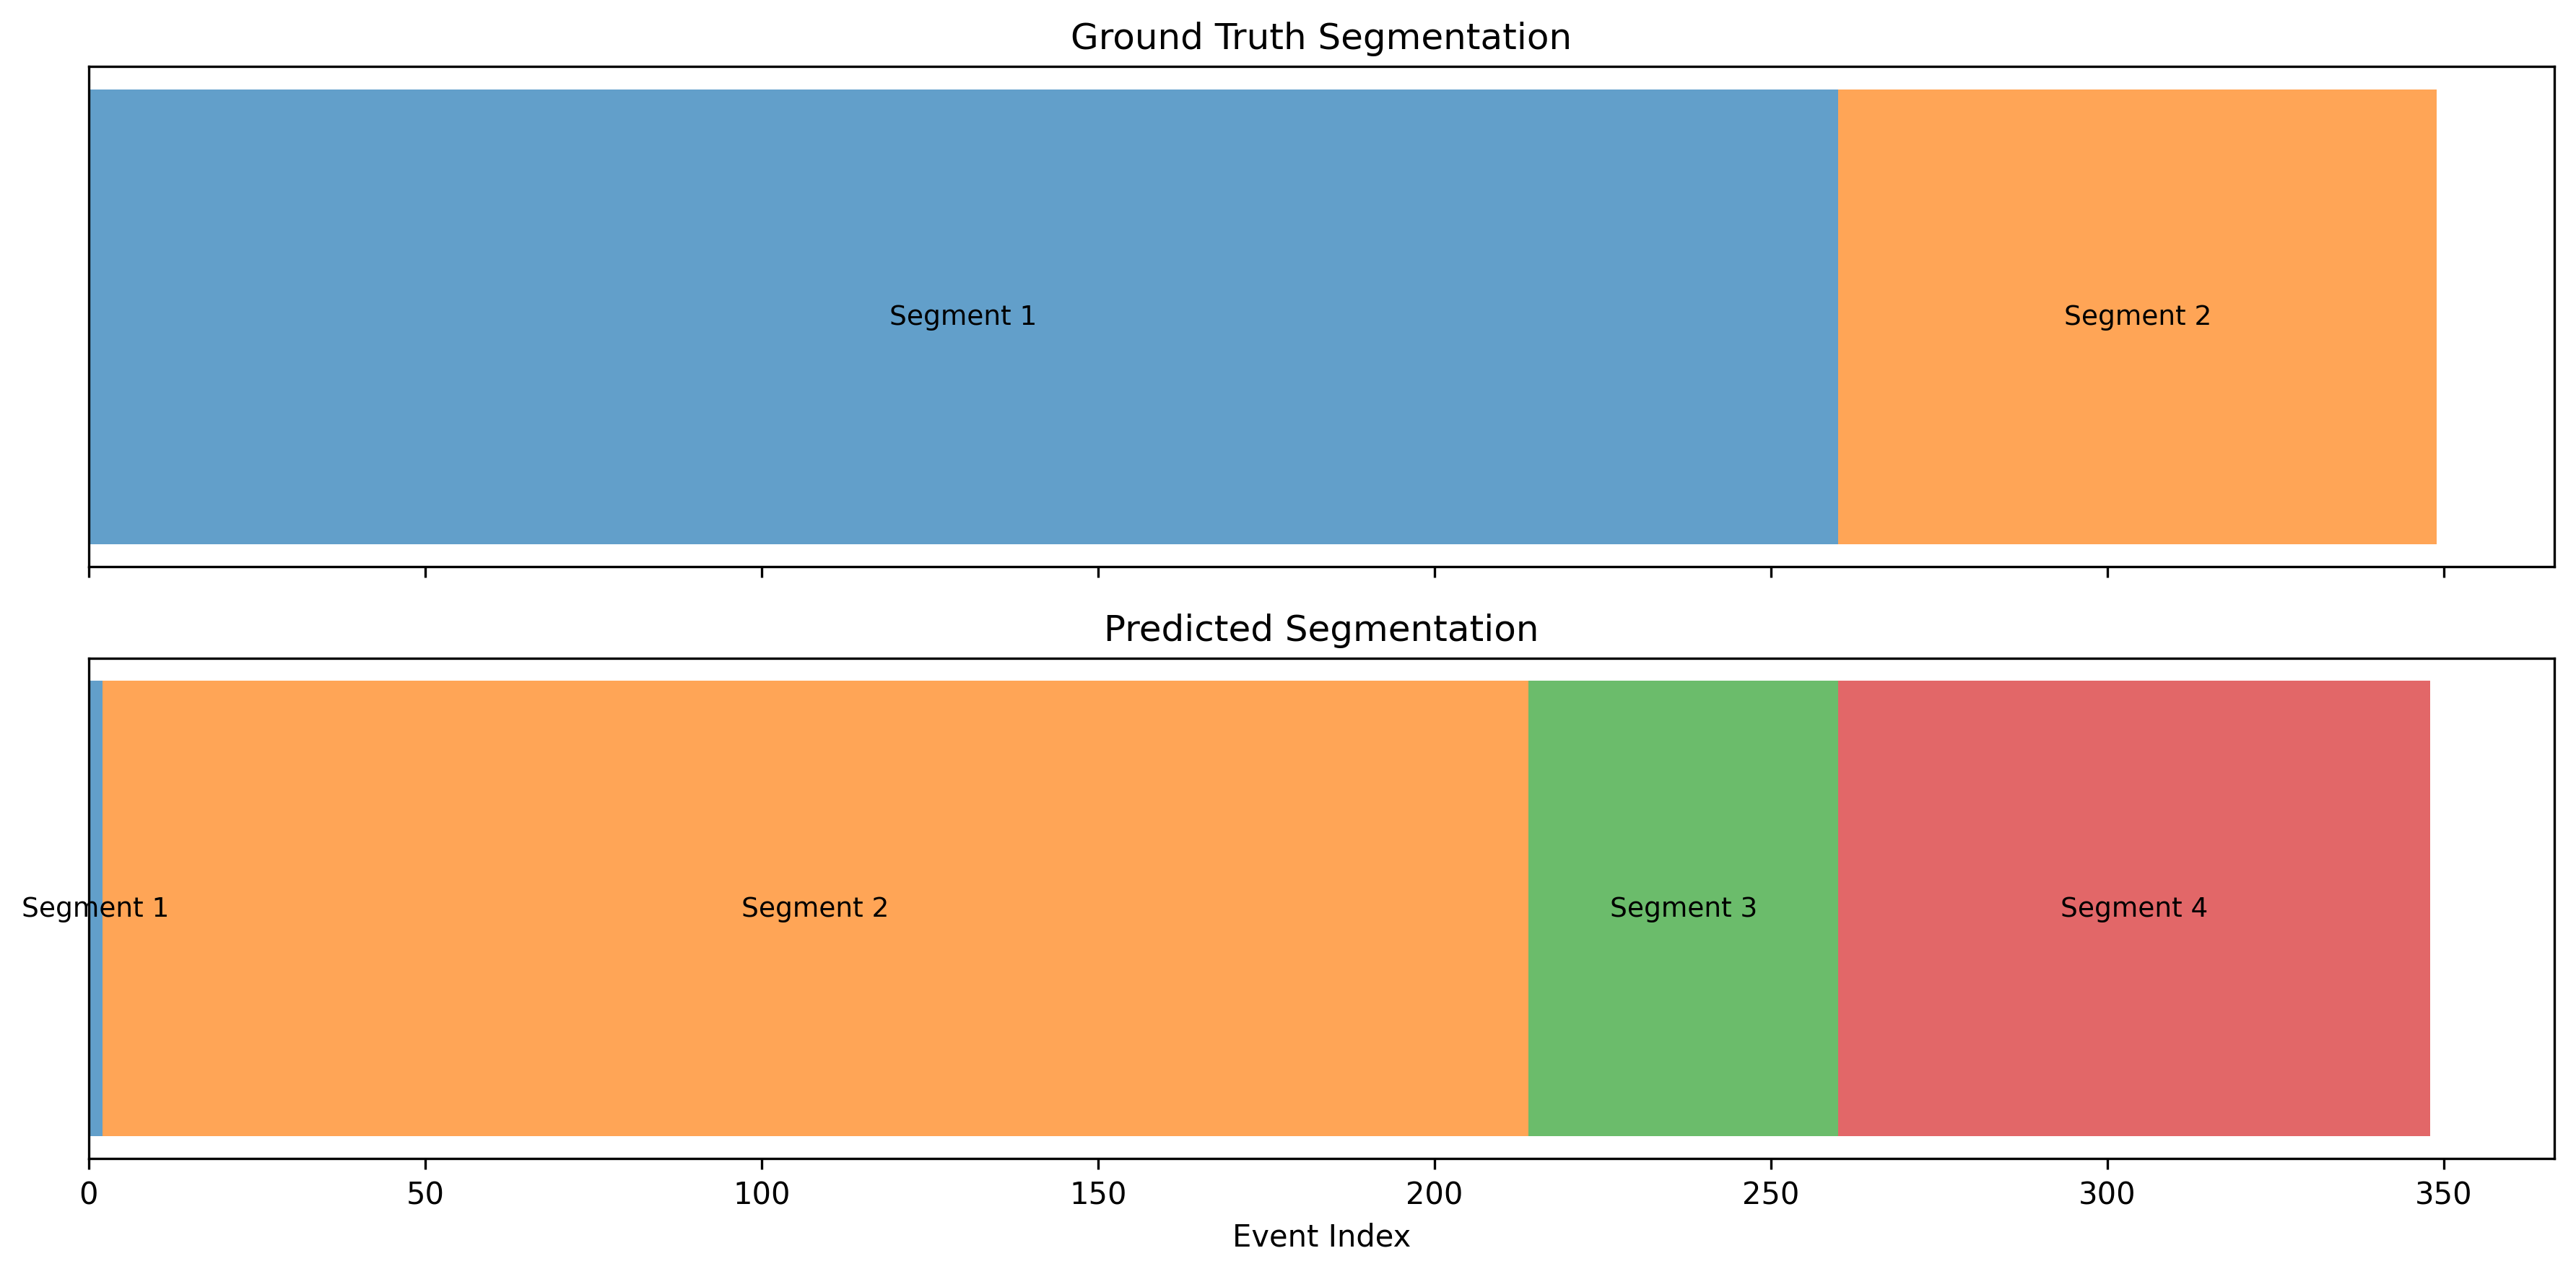 Ground Truth Segmentation
Segment 1 Segment 2
Predicted Segmentation
Segment 1 Segment 2 Segment 3 Segment 4
0 50 100 150 200 250 300 350
Event Index